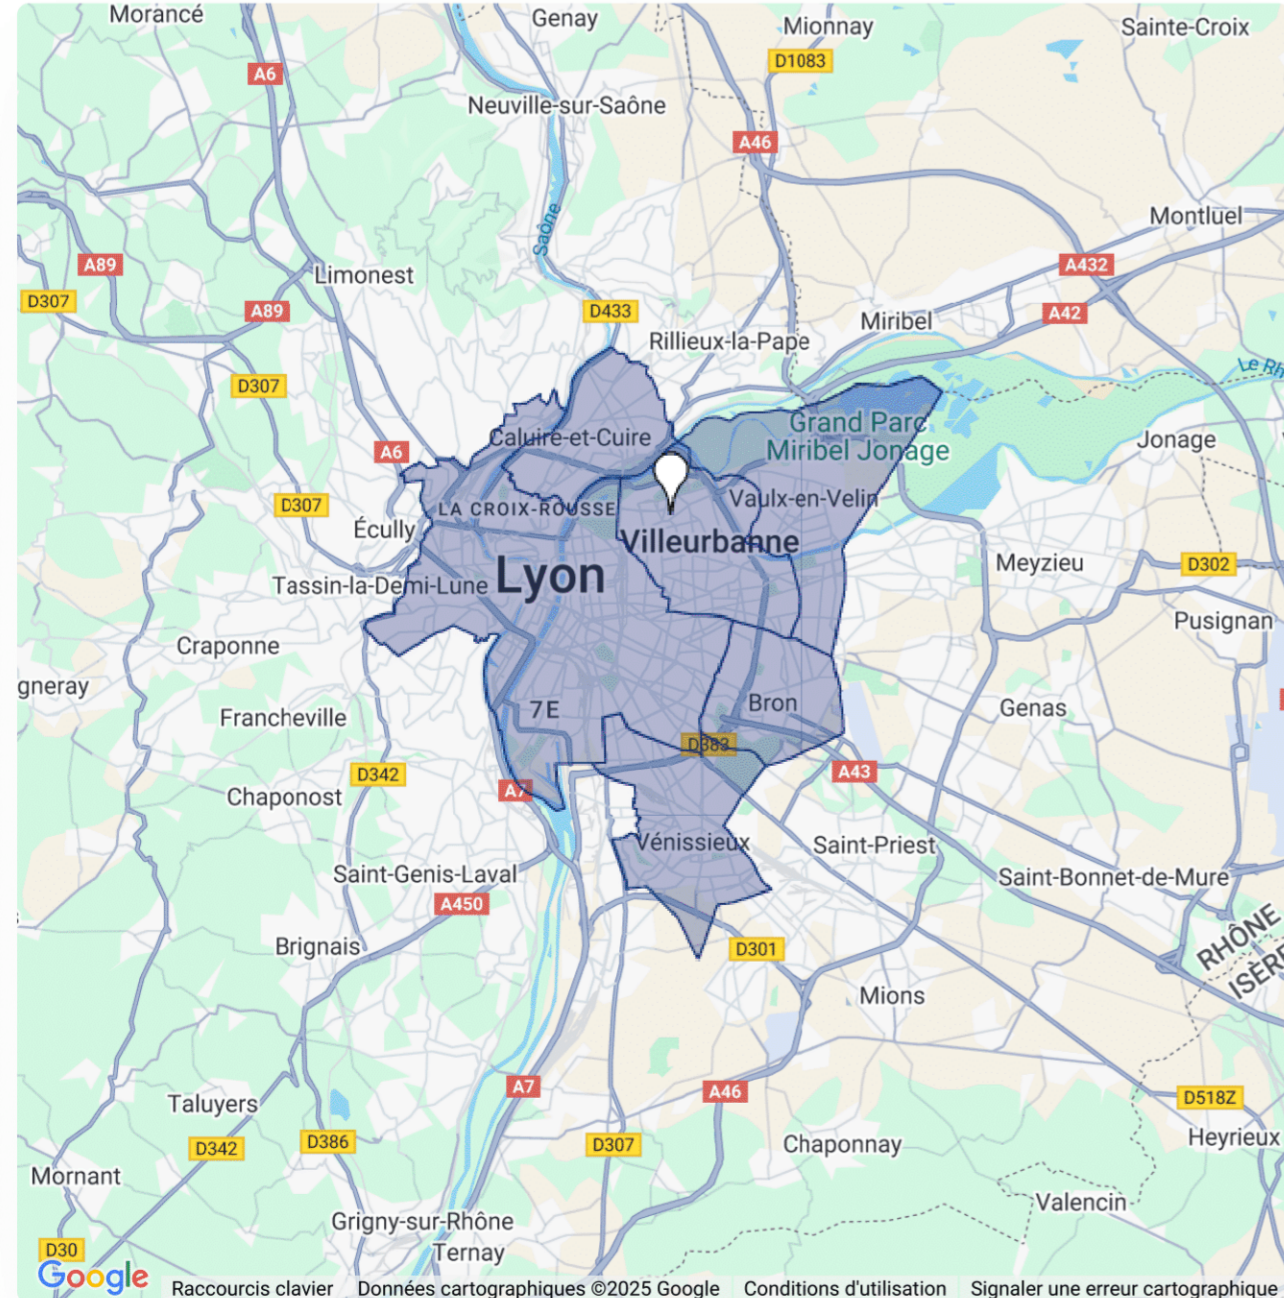 Morancé
Genay
Mionnay
Sainte-Croix
D1083
A6
Neuville-sur-Saône
A46
Montluel
Saône
A89
Limonest
A432
D307
A89
D433
A42
Miribel
Rillieux-la-Pape
Le Rh
D307
Grand Parc
Miribel Jonage
Caluire-et-Cuire
Jonage
A6
Vaulx-en-Velin
D307
LA CROIX-ROUSSE
Écully
Villeurbanne
Meyzieu
D302
Lyon
Tassin-la-Demi-Lune
Pusignan
Craponne
gneray
Bron
7E
Genas
Francheville
D383
D342
A43
A7
Chaponost
Vénissieux
Saint-Priest
Saint-Genis-Laval
Saint-Bonnet-de-Mure
A450
RHÔNE
ISÈRE
Brignais
D301
Mions
A7
A46
D518Z
Taluyers
D342
D386
D307
Chaponnay
Heyrieux
Mornant
Valencin
Grigny-sur-Rhône
Ternay
D30
Google
Raccourcis clavier
Données cartographiques ©2025 Google
Conditions d'utilisation
Signaler une erreur cartographique